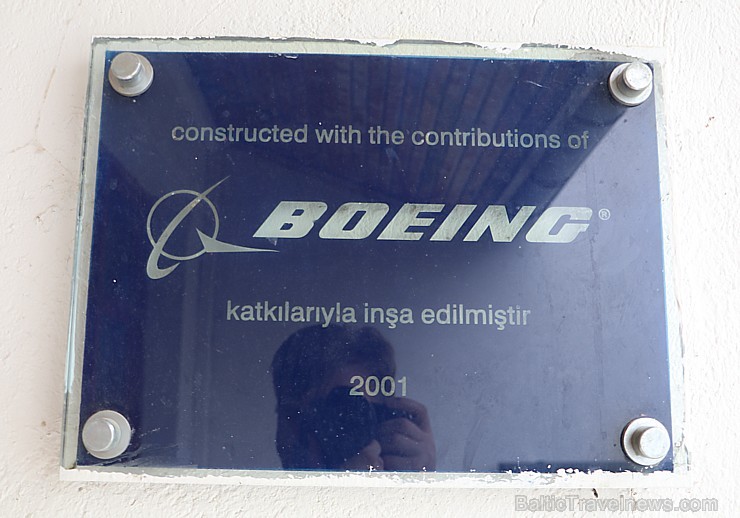 constructed with the contributions of
BOEING®
katkılarıyla inşa edilmiştir
2001
BalticTravelnews.com